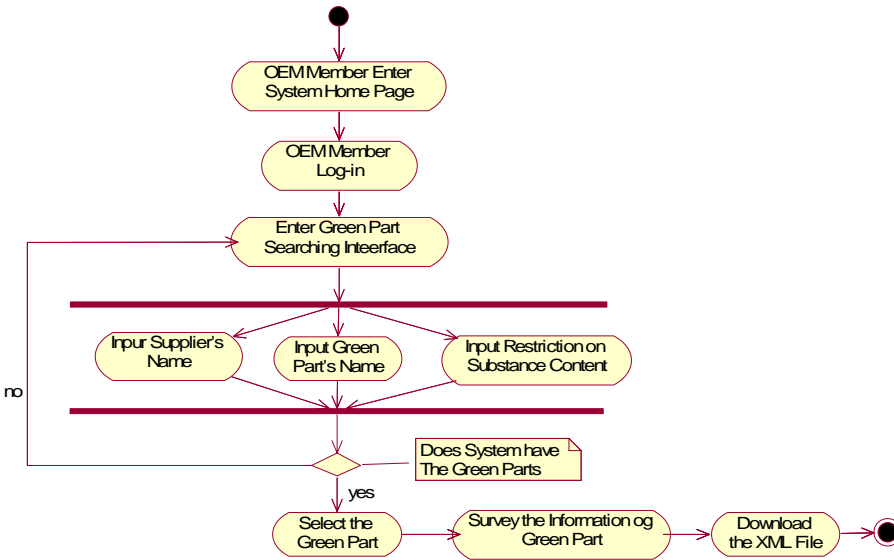 OEM Member Enter
System Home Page
OEM Member
Log-in
Enter Green Part
Searching Inteerface
Inpur Supplier's
Name
Input Green
Part's Name
Input Restriction on
Substance Content
no
Does System have
The Green Parts
yes
Select the
Green Part
Survey the Information og
Green Part
Download
the XML File